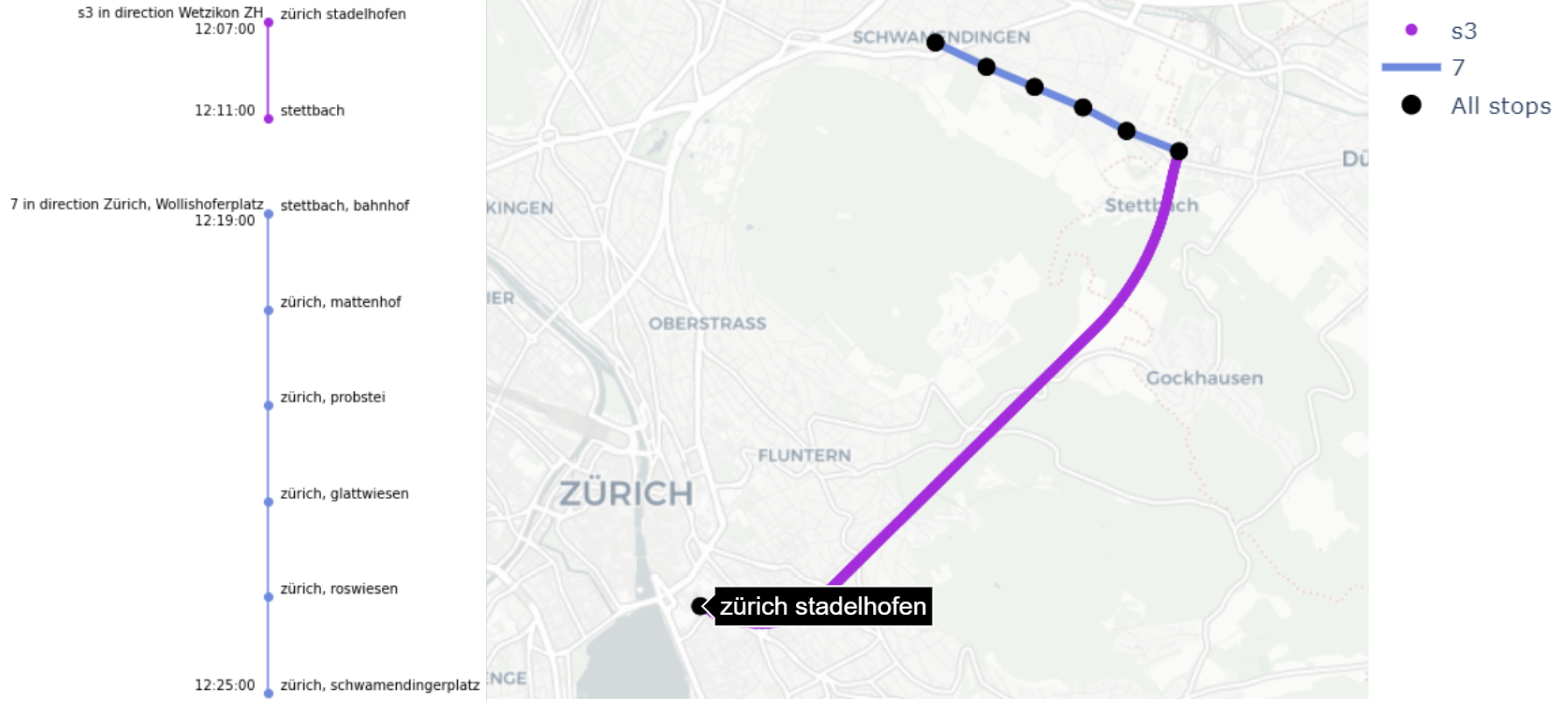 s3 in direction Wetzikon ZH
12:07:00
zürich stadelhofen
12:11:00
stettbach
7 in direction Zürich, Wollishoferplatz
12:19:00
stettbach, bahnhof
zürich, mattenhof
zürich, probstei
zürich, glattwiesen
zürich, roswiesen
12:25:00
zürich, schwamendingerplatz
SCHWAMENDINGEN
Dü
KINGEN
Stettbach
IER
OBERSTRASS
Gockhausen
FLUNTERN
ZÜRICH
zürich stadelhofen
ENGE
s3
7
All stops